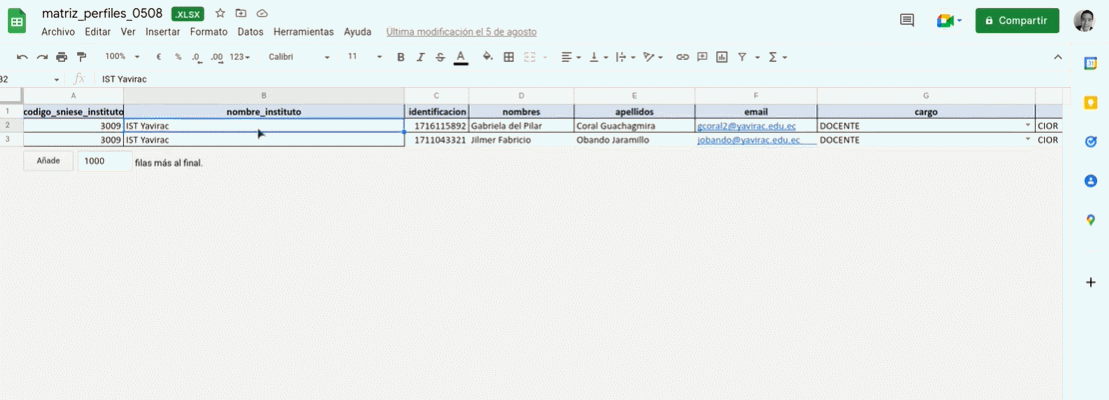 matriz_perfiles_0508 .XLSX
Archivo Editar Ver Insertar Formato Datos Herramientas Ayuda Última modificación el 5 de agosto
Compartir
100% € % .0 .00 123 Calibri 11 B I S A
32 fx IST Yavirac
A B C D E F G
1 codigo_sniese_instituto nombre_instituto identificacion nombres apellidos email cargo
2 3009 IST Yavirac 1716115892 Gabriela del Pilar Coral Guachagmira gcoral2@yavirac.edu.ec DOCENTE CIOR
3 3009 IST Yavirac 1711043321 Jilmer Fabricio Obando Jaramillo jobando@yavirac.edu.ec DOCENTE CIOR
Añade 1000 filas más al final.